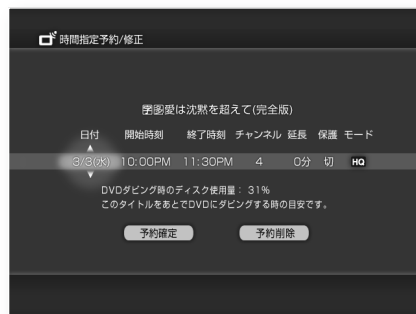 時間指定予約/修正
愛は沈黙を超えて(完全版)
日付 開始時刻 終了時刻 チャンネル 延長 保護 モード
3/3(水) 10:00PM 11:30PM 4 0分 切 HQ
DVDダビング時のディスク使用量: 31%
このタイトルをあとでDVDにダビングする時の目安です。
予約確定 予約削除